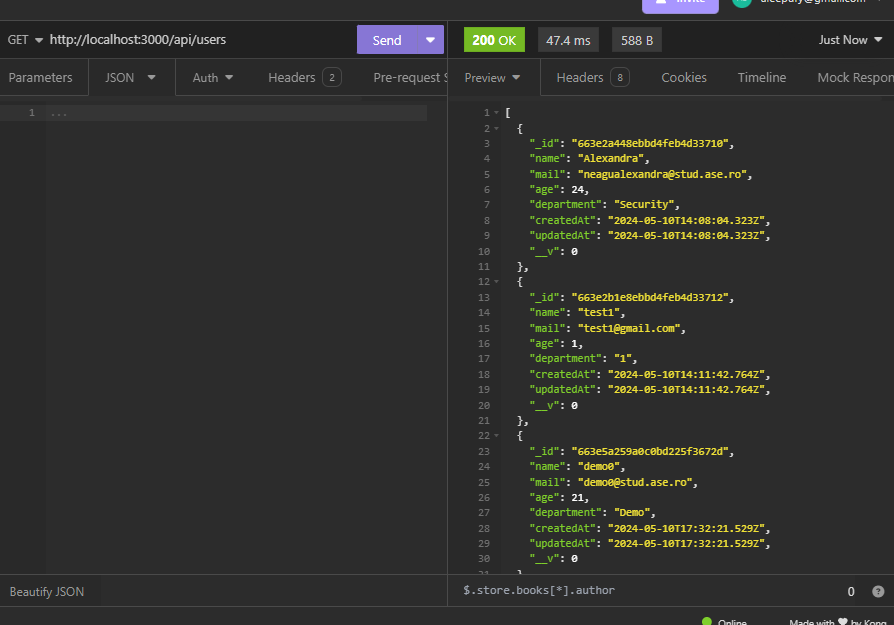 Invite
GET http://localhost:3000/api/users Send
200 OK 47.4 ms 588 B Just Now
Parameters JSON Auth Headers 2 Pre-request S
Preview Headers 8 Cookies Timeline Mock Respon
1 ...
1 [
2 {
3 "_id": "663e2a448ebbd4feb4d33710",
4 "name": "Alexandra",
5 "mail": "neagualexandra@stud.ase.ro",
6 "age": 24,
7 "department": "Security",
8 "createdAt": "2024-05-10T14:08:04.323Z",
9 "updatedAt": "2024-05-10T14:08:04.323Z",
10 "__v": 0
11 },
12 {
13 "_id": "663e2b1e8ebbd4feb4d33712",
14 "name": "test1",
15 "mail": "test1@gmail.com",
16 "age": 1,
17 "department": "1",
18 "createdAt": "2024-05-10T14:11:42.764Z",
19 "updatedAt": "2024-05-10T14:11:42.764Z",
20 "__v": 0
21 },
22 {
23 "_id": "663e5a259a0c0bd225f3672d",
24 "name": "demo0",
25 "mail": "demo0@stud.ase.ro",
26 "age": 21,
27 "department": "Demo",
28 "createdAt": "2024-05-10T17:32:21.529Z",
29 "updatedAt": "2024-05-10T17:32:21.529Z",
30 "__v": 0
31 }
Beautify JSON
$.store.books[*].author 0 ?
Online Made with ♥ by Kong